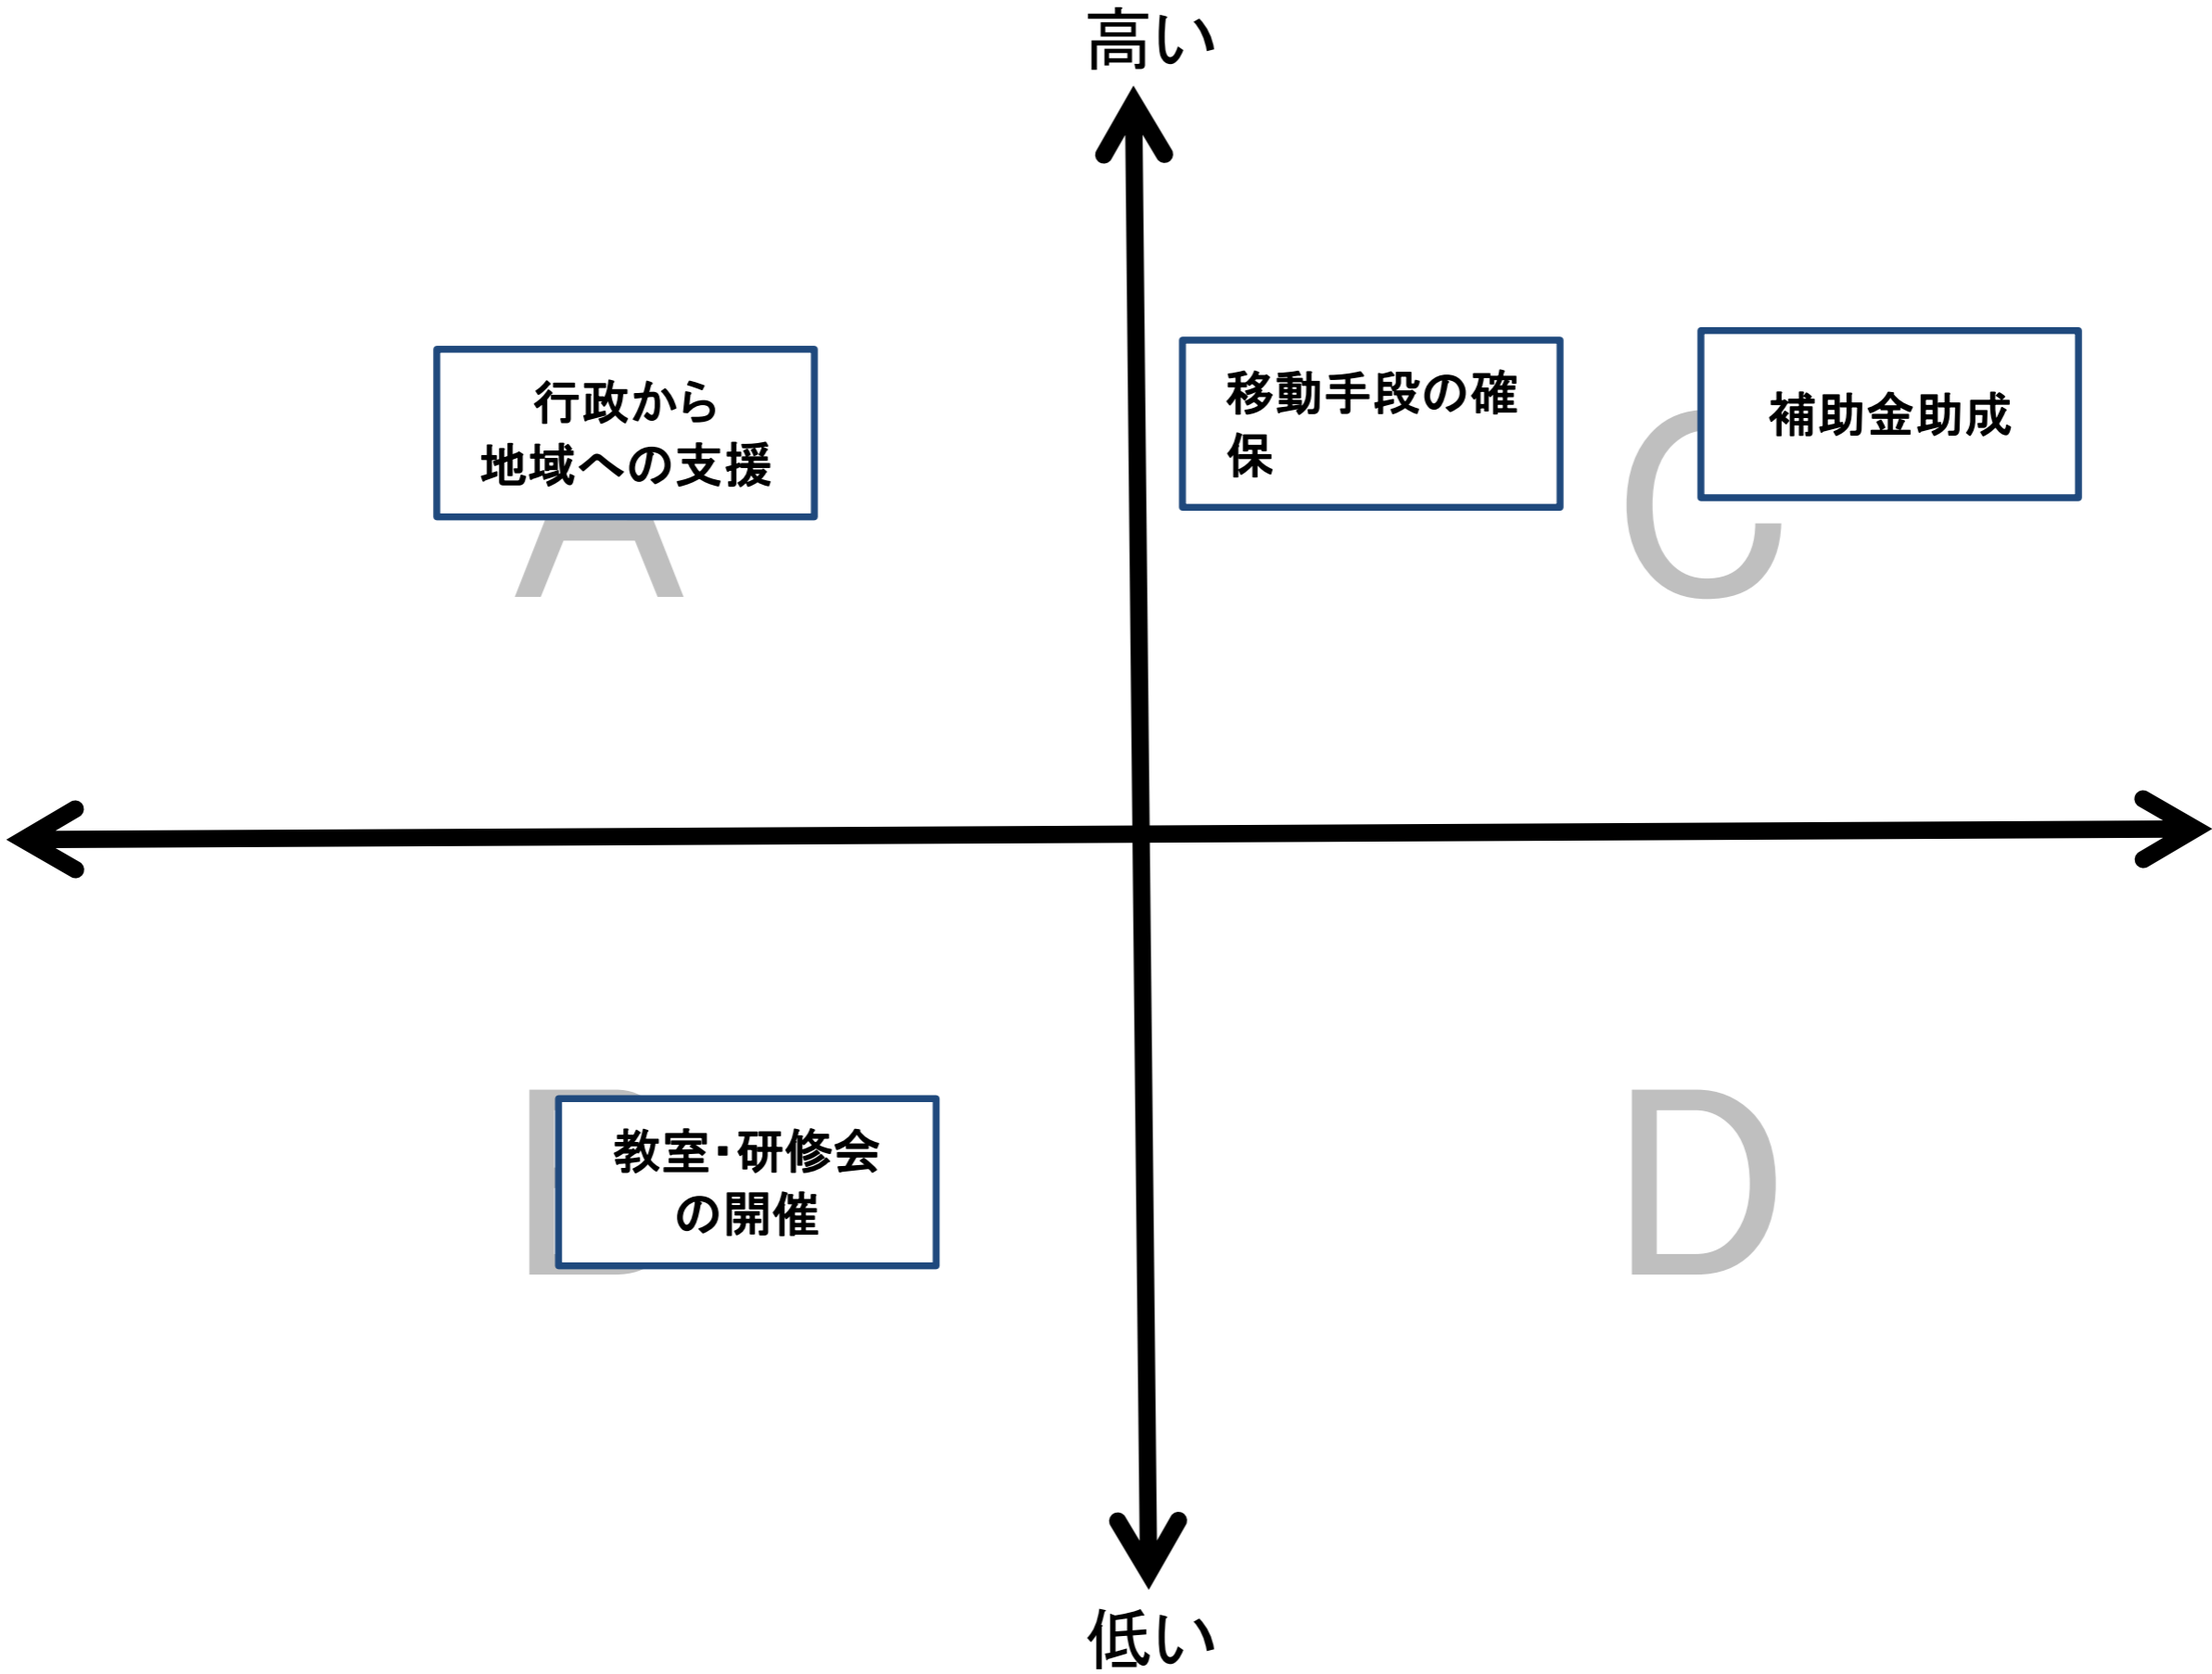 高い
行政から
地域への支援
移動手段の確
保
補助金助成
A
C
教室・研修会
の開催
D
低い